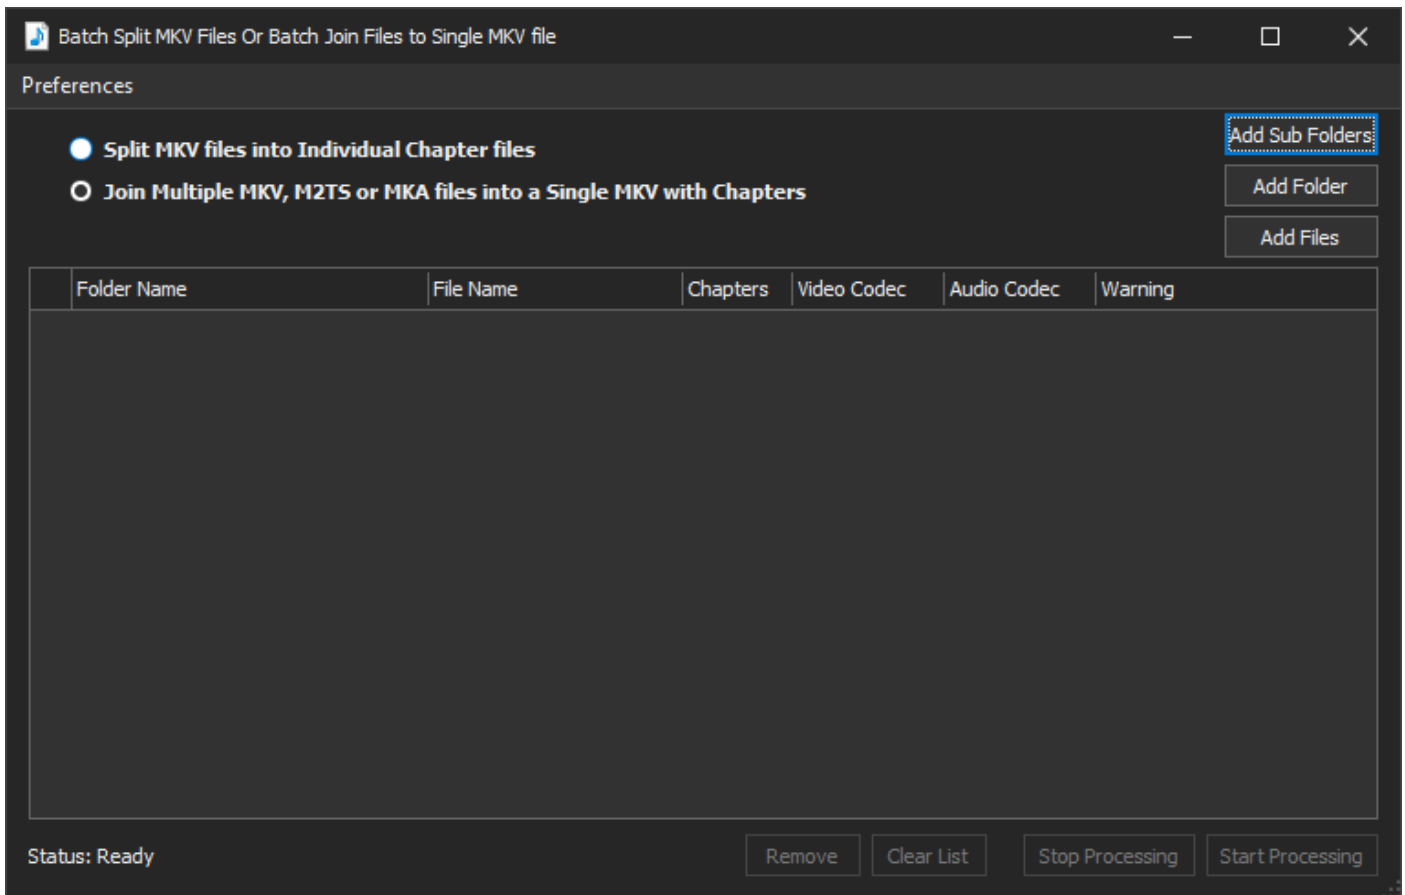 Batch Split MKV Files Or Batch Join Files to Single MKV file
Preferences
Split MKV files into Individual Chapter files
Join Multiple MKV, M2TS or MKA files into a Single MKV with Chapters
Add Sub Folders
Add Folder
Add Files
Folder Name File Name Chapters Video Codec Audio Codec Warning
Status: Ready Remove Clear List Stop Processing Start Processing